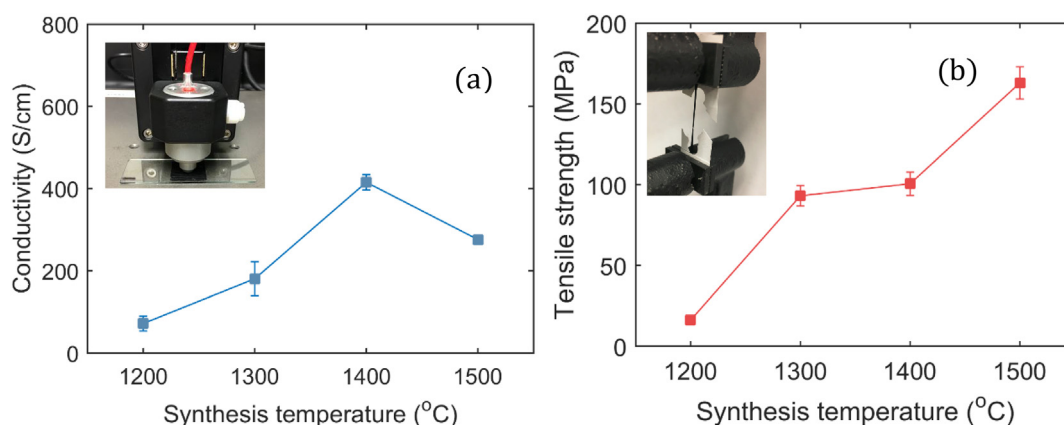 800
600
400
200
0
Conductivity (S/cm)
(a)
1200 1300 1400 1500
Synthesis temperature (°C)
200
150
100
50
0
Tensile strength (MPa)
(b)
1200 1300 1400 1500
Synthesis temperature (°C)